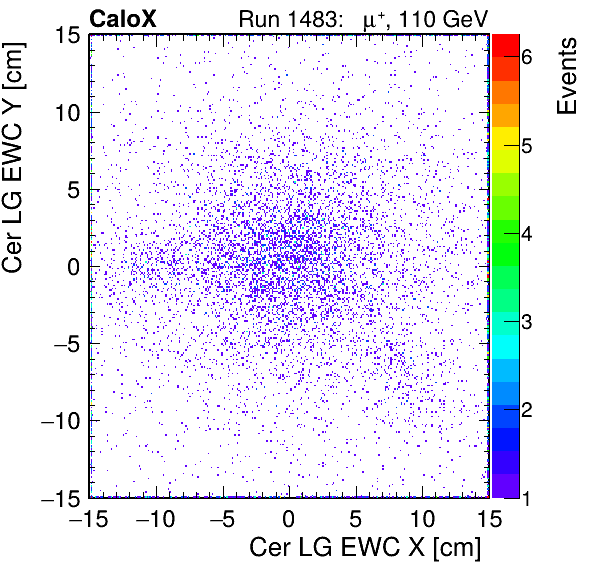 CaloX Run 1483: μ⁺, 110 GeV
Cer LG EWC Y [cm]
15
10
5
0
−5
−10
−15
−15 −10 −5 0 5 10 15
Cer LG EWC X [cm]
Events
6
5
4
3
2
1